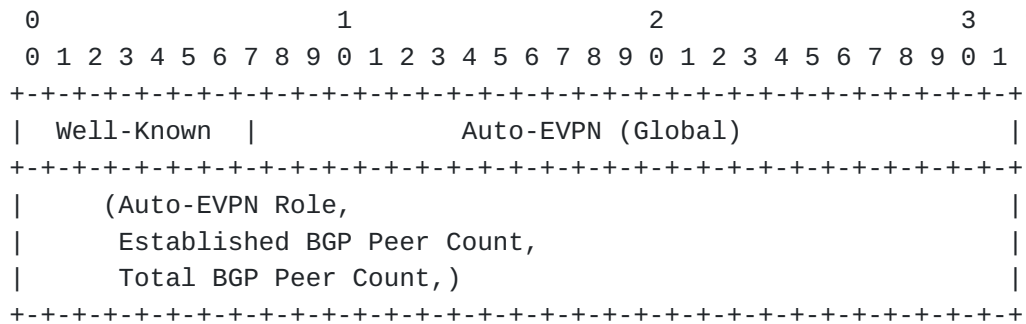 0                   1                   2                   3
 0 1 2 3 4 5 6 7 8 9 0 1 2 3 4 5 6 7 8 9 0 1 2 3 4 5 6 7 8 9 0 1
+-+-+-+-+-+-+-+-+-+-+-+-+-+-+-+-+-+-+-+-+-+-+-+-+-+-+-+-+-+-+-+-+
|  Well-Known  |             Auto-EVPN (Global)                 |
+-+-+-+-+-+-+-+-+-+-+-+-+-+-+-+-+-+-+-+-+-+-+-+-+-+-+-+-+-+-+-+-+
|     (Auto-EVPN Role,                                          |
|      Established BGP Peer Count,                              |
|      Total BGP Peer Count,)                                   |
+-+-+-+-+-+-+-+-+-+-+-+-+-+-+-+-+-+-+-+-+-+-+-+-+-+-+-+-+-+-+-+-+